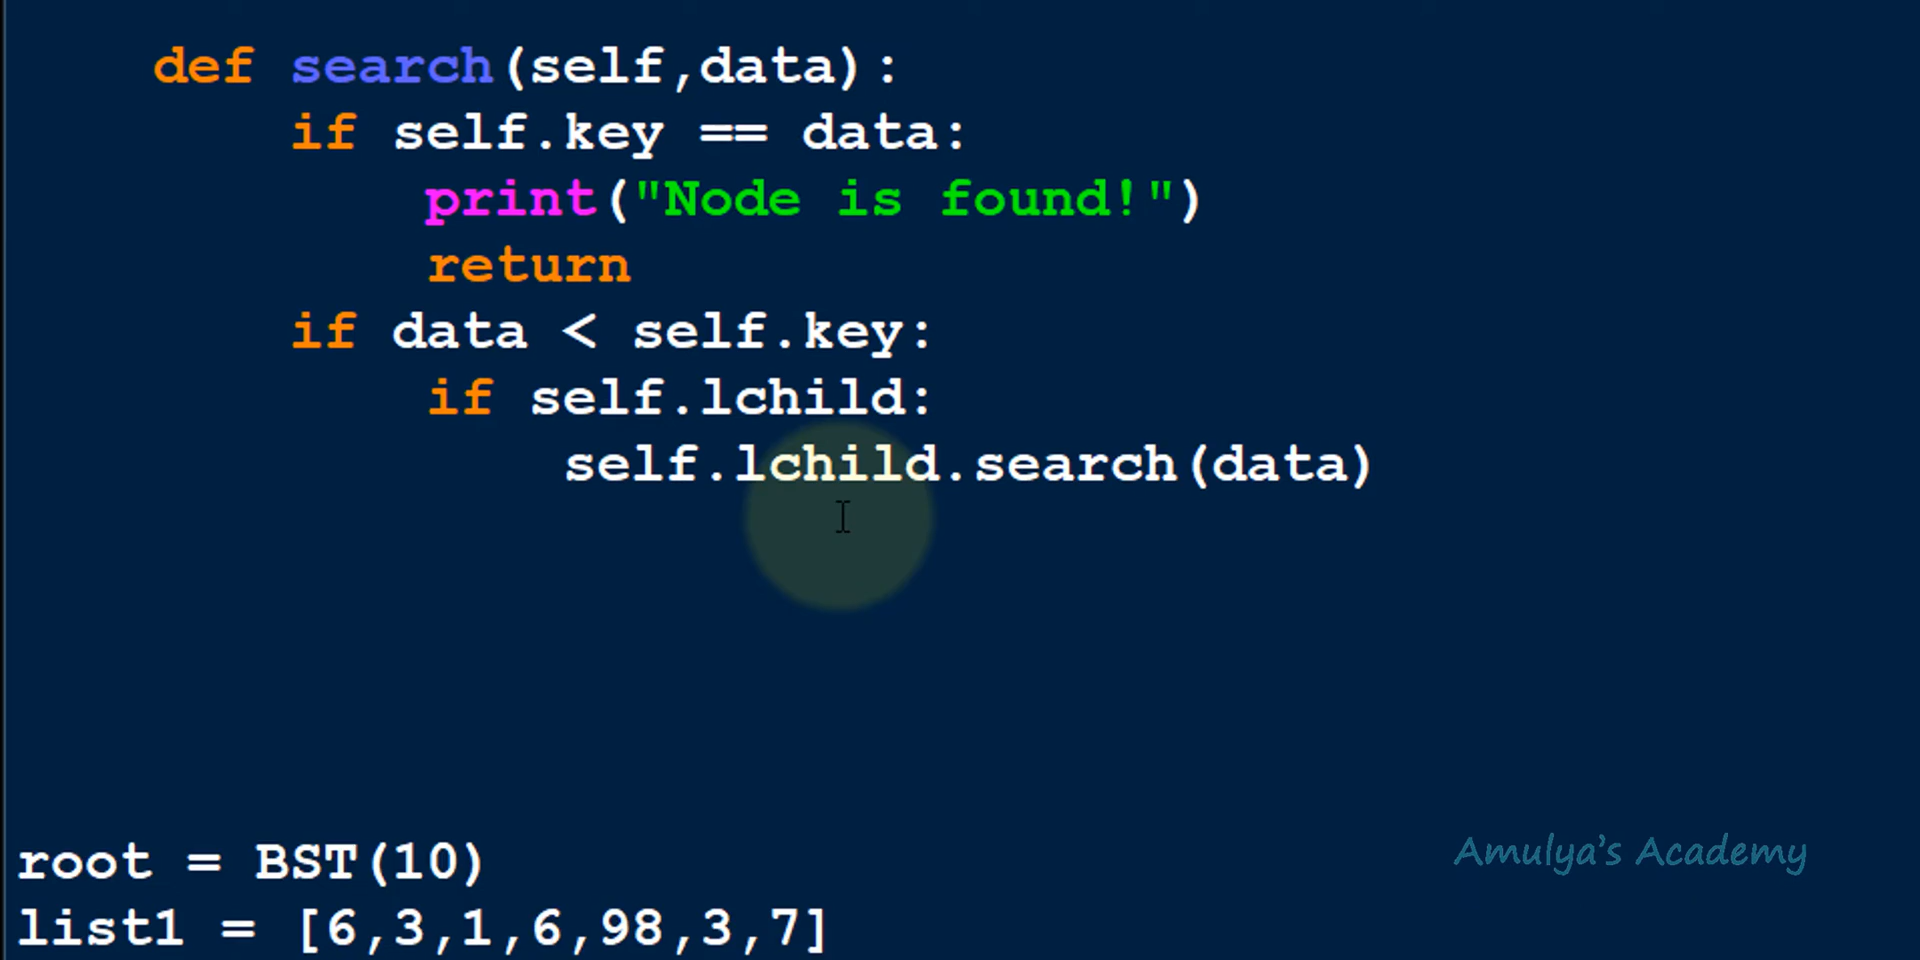 def search(self,data):
if self.key == data:
print("Node is found!")
return
if data < self.key:
if self.lchild:
self.lchild.search(data)
root = BST(10)
Amulya's Academy
list1 = [6,3,1,6,98,3,7]